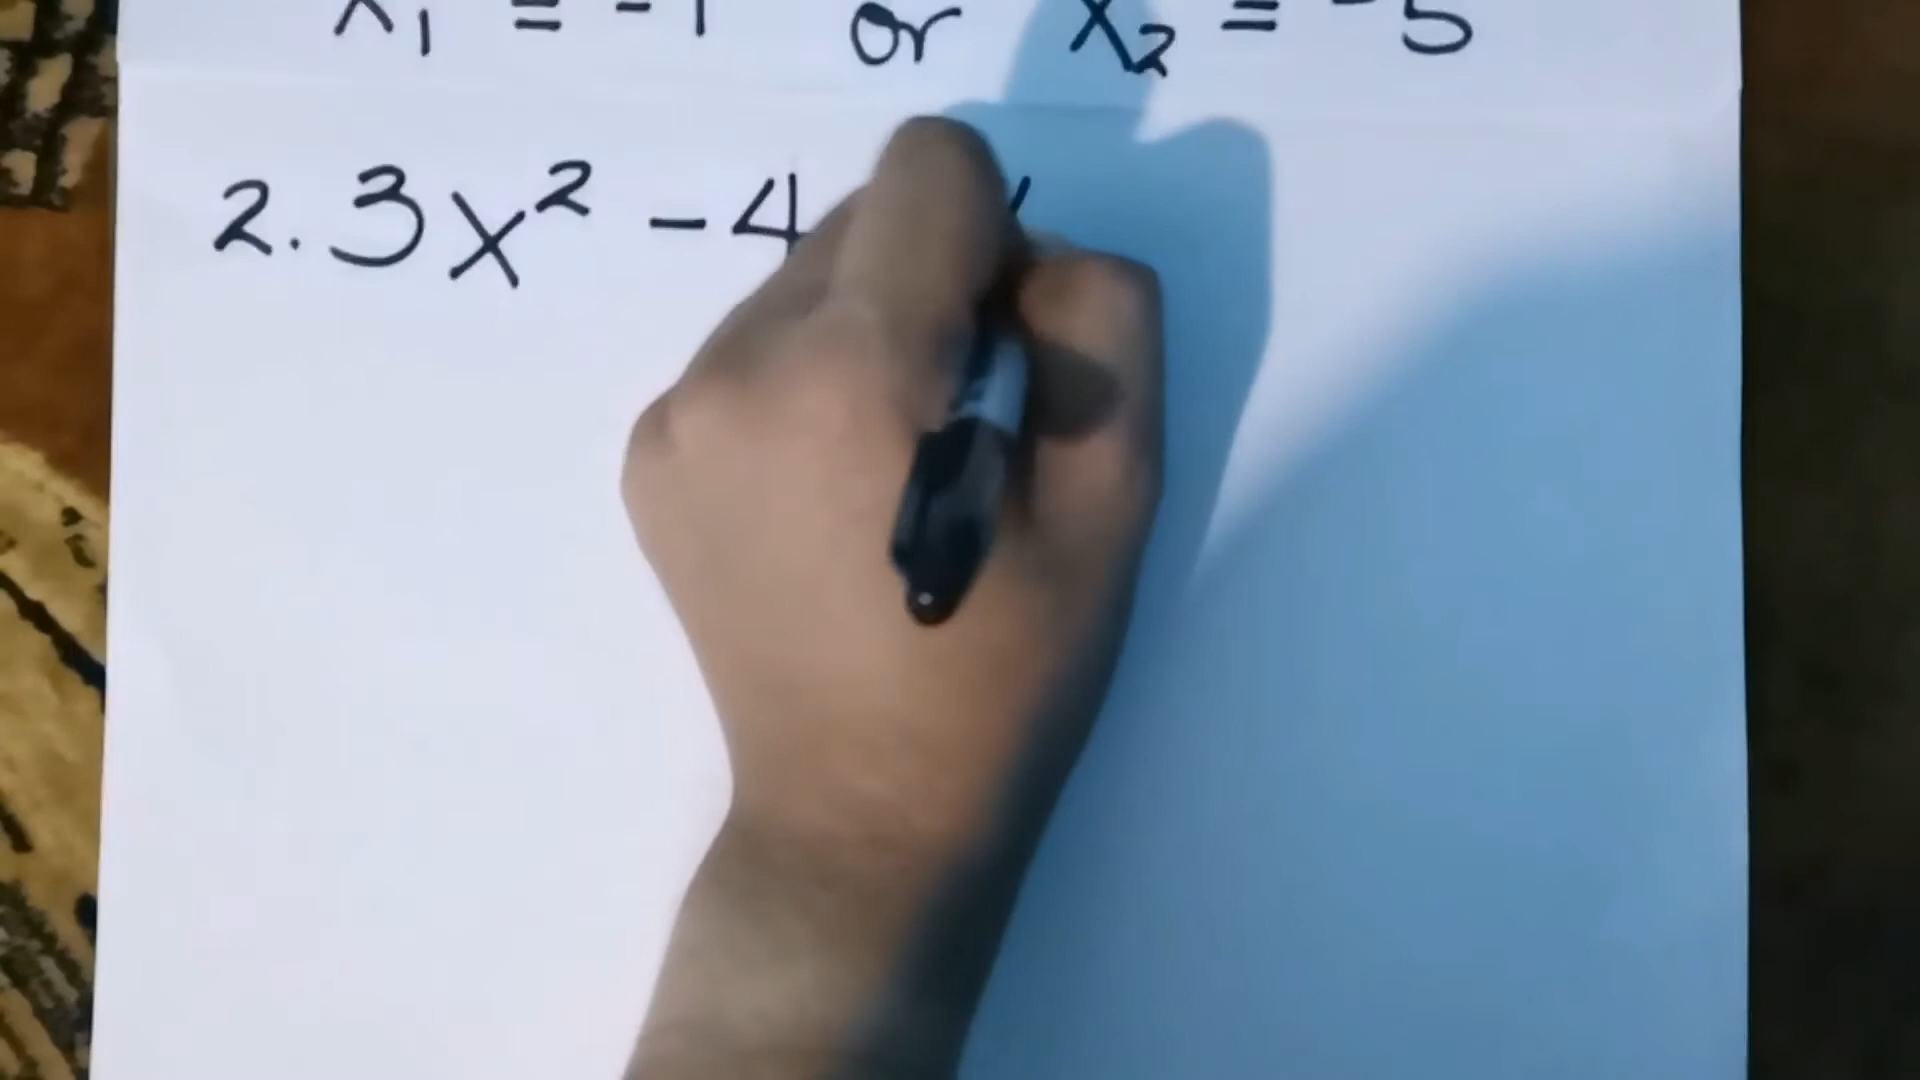 x₁ = -1 or x₂ = -5
2. 3x² - 4